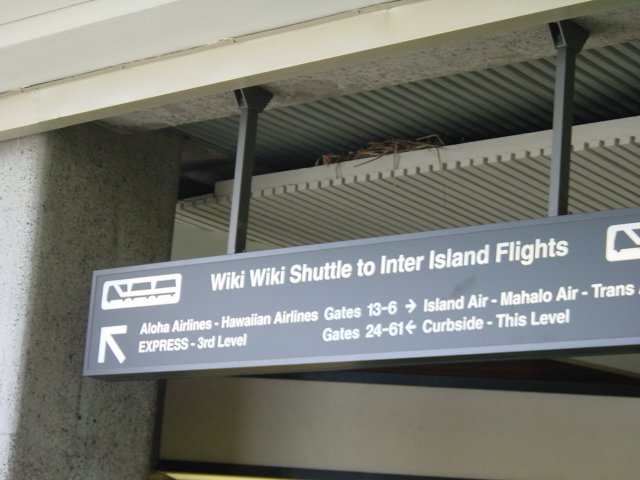 Wiki Wiki Shuttle to Inter Island Flights
Aloha Airlines - Hawaiian Airlines Gates 13-6 → Island Air - Mahalo Air - Trans
EXPRESS - 3rd Level Gates 24-61← Curbside - This Level